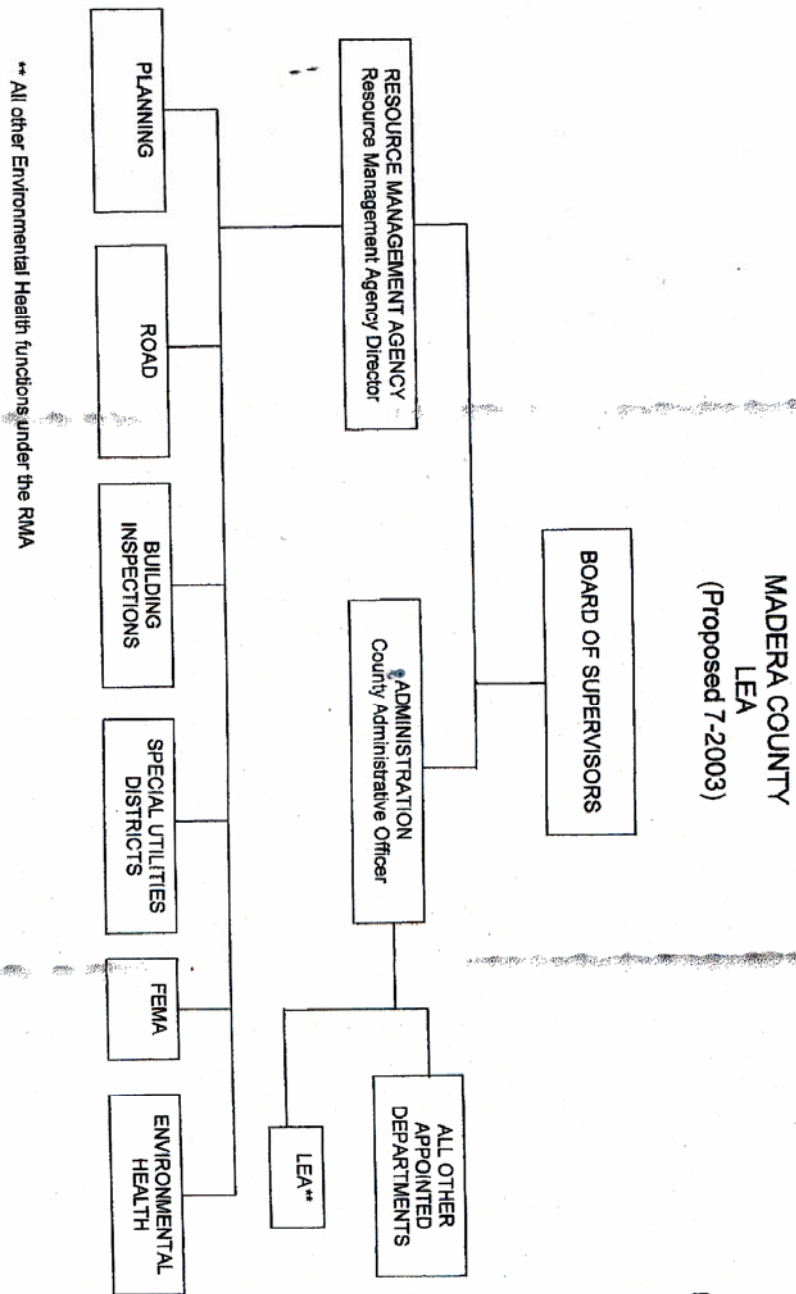 MADERA COUNTY
LEA
(Proposed 7-2003)
BOARD OF SUPERVISORS
RESOURCE MANAGEMENT AGENCY
Resource Management Agency Director
ADMINISTRATION
County Administrative Officer
ALL OTHER
APPOINTED
DEPARTMENTS
LEA**
PLANNING
ROAD
BUILDING
INSPECTIONS
SPECIAL UTILITIES
DISTRICTS
FEMA
ENVIRONMENTAL
HEALTH
** All other Environmental Health functions under the RMA